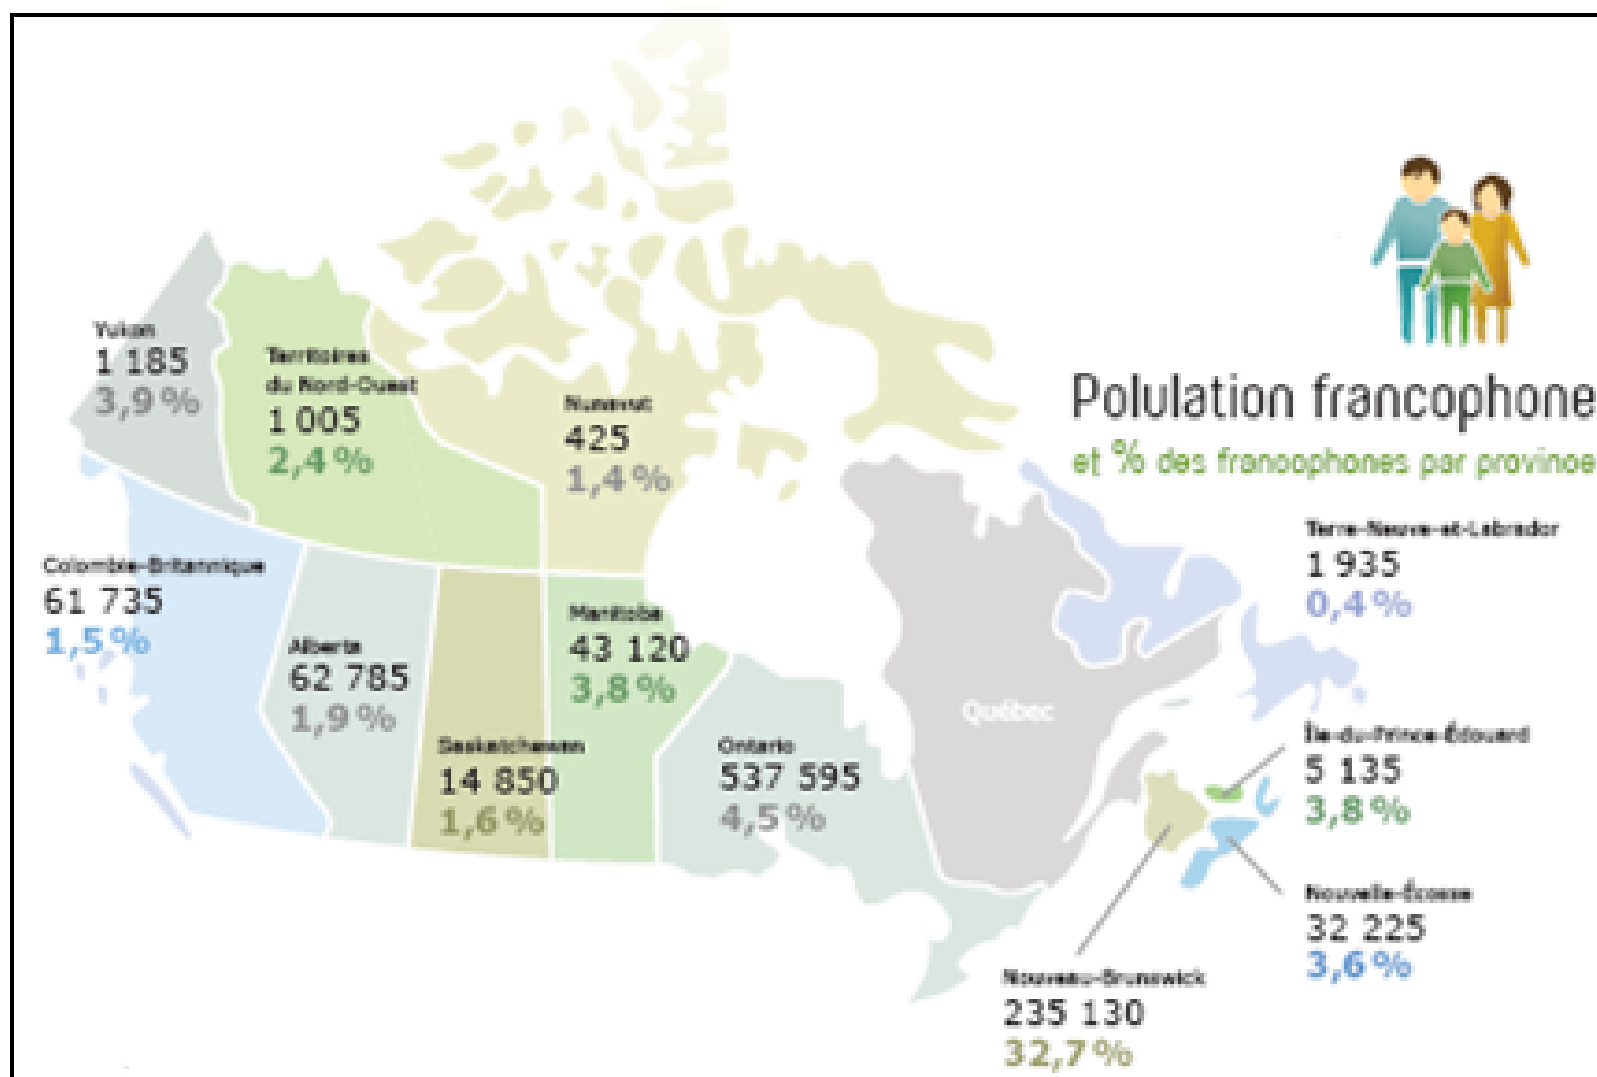 Polulation francophone
et % des francophones par province
Yukon
1 185
3,9 %
Territoires
du Nord-Ouest
1 005
2,4 %
Nunavut
425
1,4 %
Colombie-Britannique
61 735
1,5 %
Alberta
62 785
1,9 %
Saskatchewan
14 850
1,6 %
Manitoba
43 120
3,8 %
Ontario
537 595
4,5 %
Québec
Terre-Neuve-et-Labrador
1 935
0,4 %
Île-du-Prince-Édouard
5 135
3,8 %
Nouvelle-Écosse
32 225
3,6 %
Nouveau-Brunswick
235 130
32,7 %